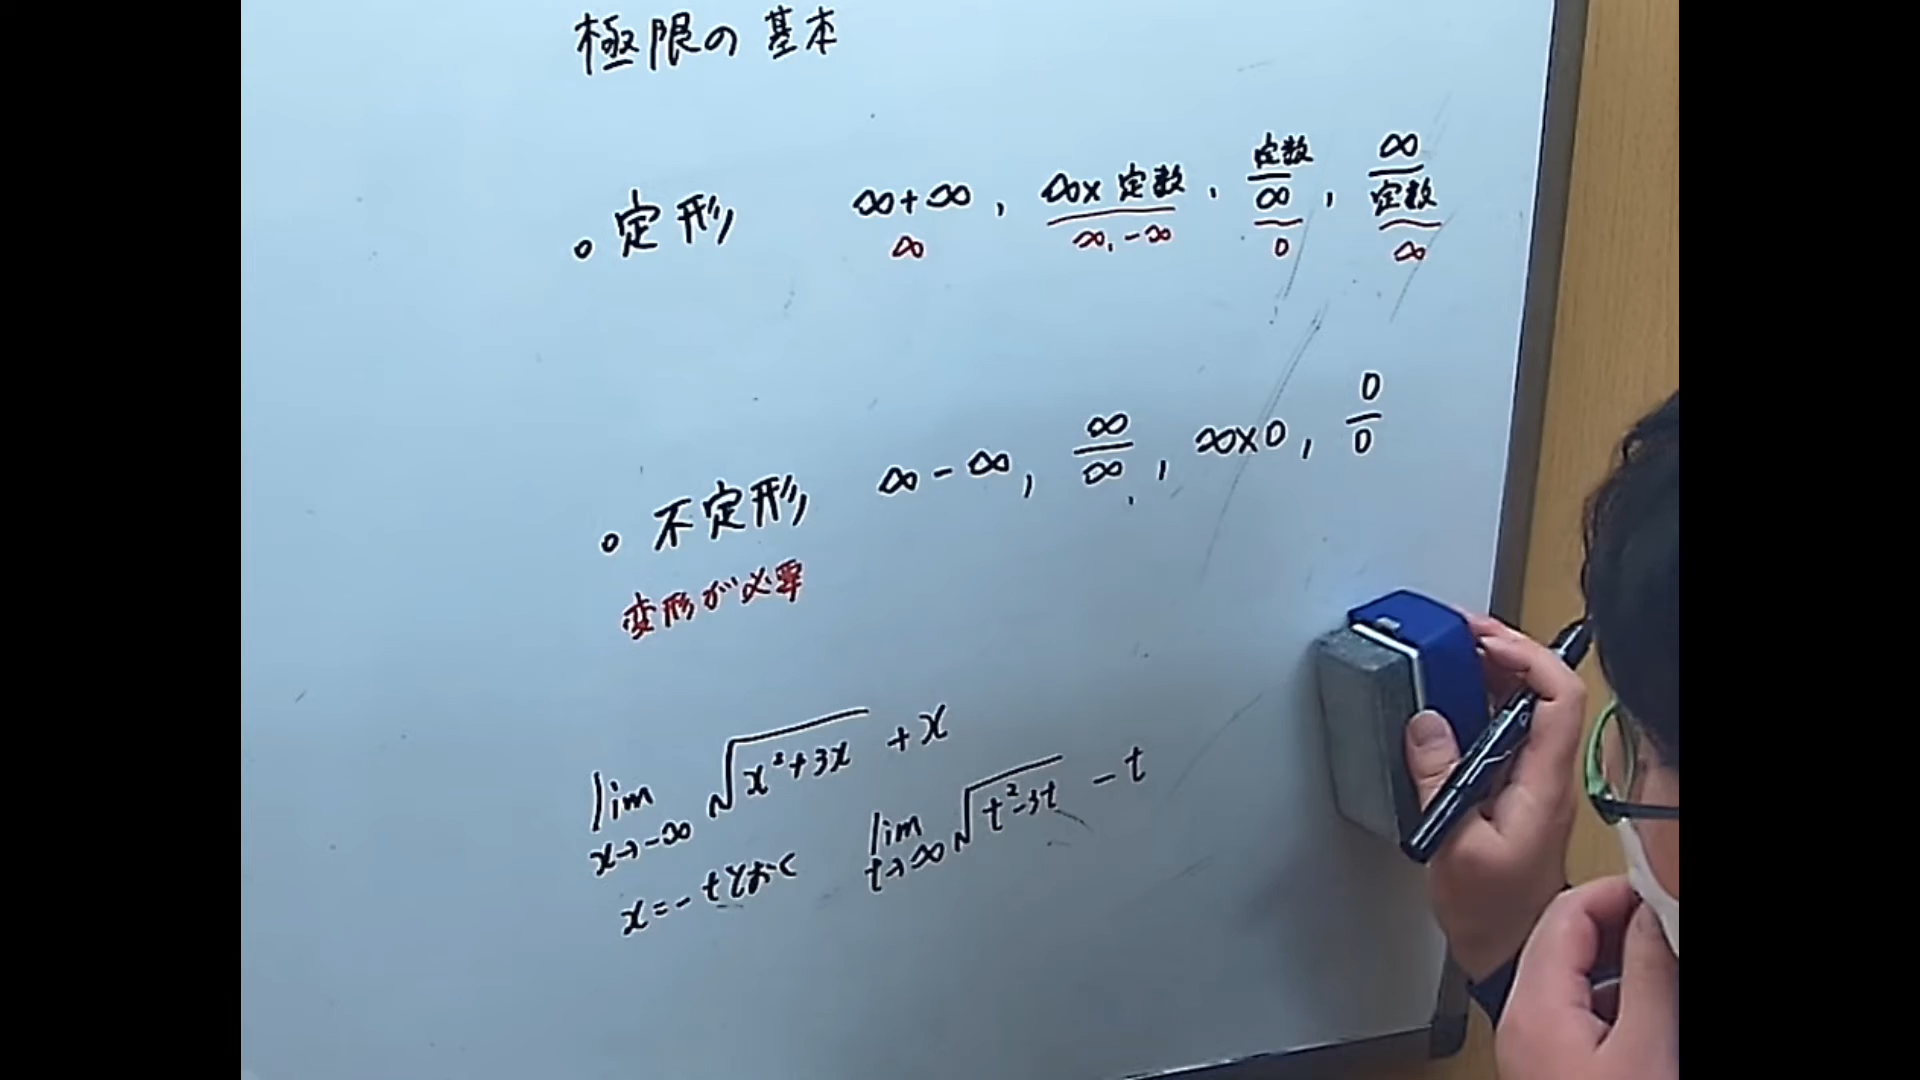 極限の基本
。定形 ∞+∞, ∞×定数, 定数/∞, ∞/定数
∞ ∞,-∞ 0 ∞
。不定形 ∞-∞, ∞/∞, ∞×0, 0/0
変形が必要
lim x→-∞ √(x²+3x) +x
x=-tとおく lim t→∞ √(t²-3t) -t